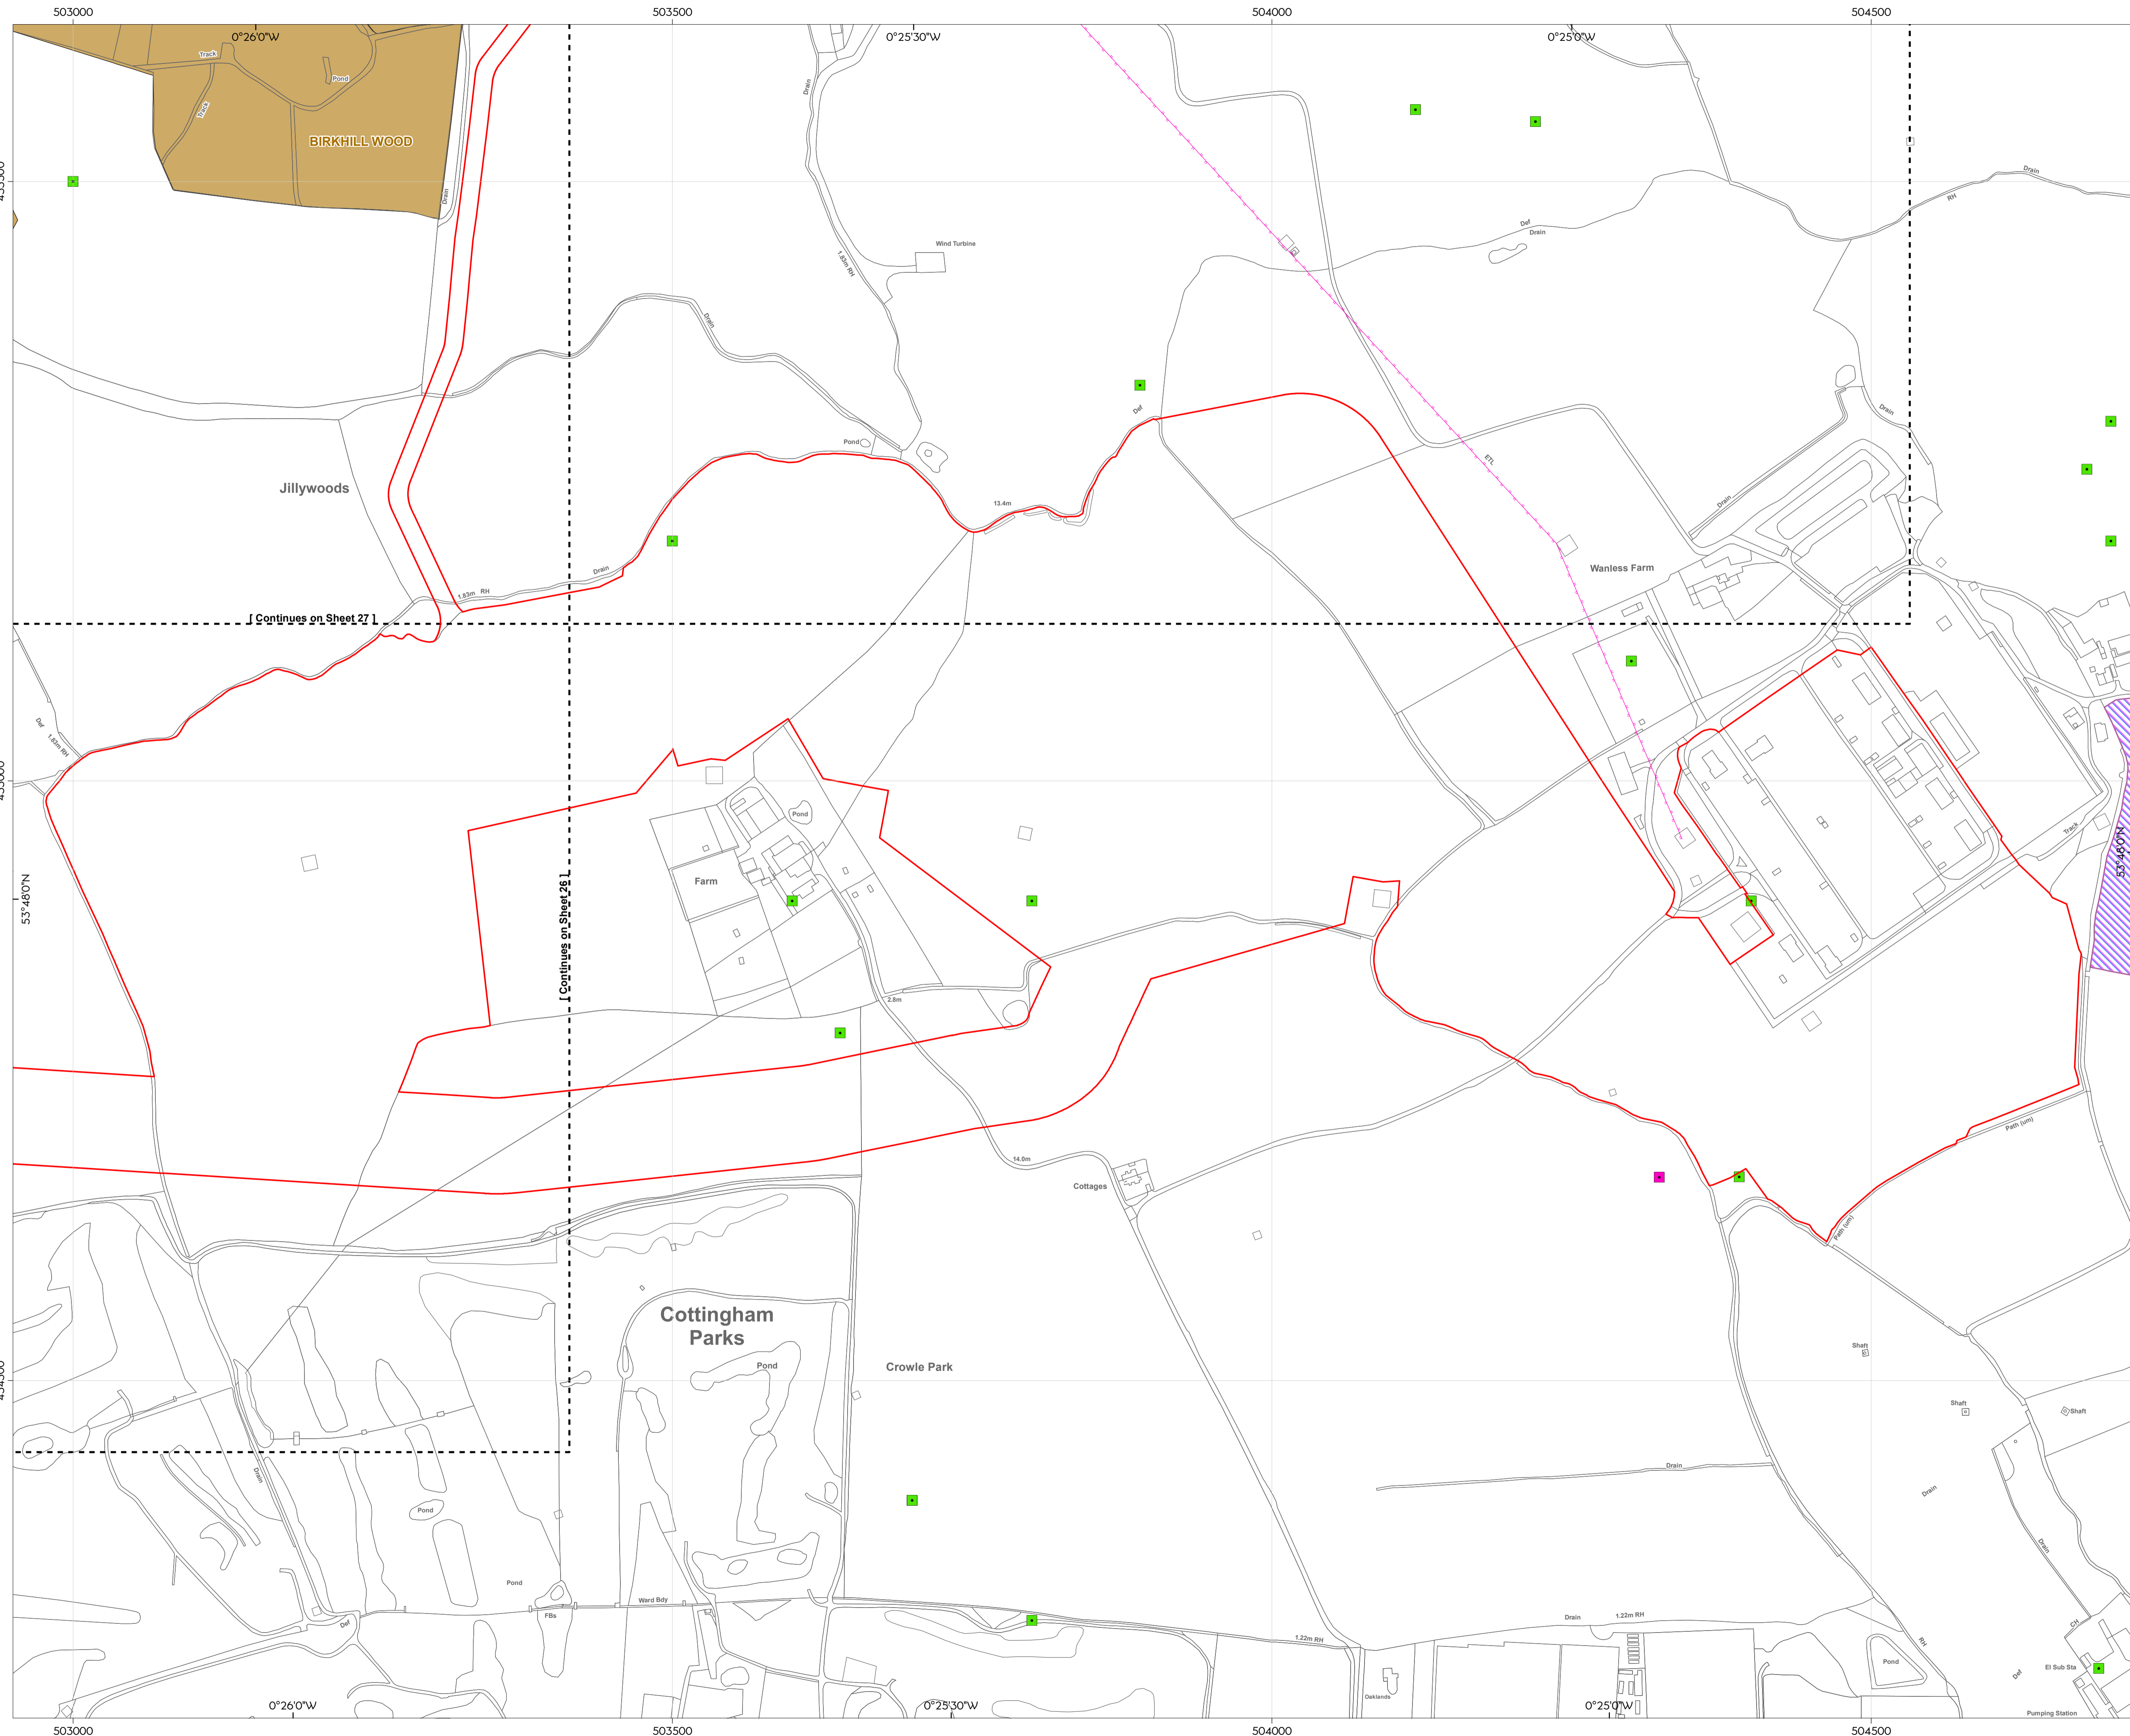 503000
503500
504000
504500
0°26'0"W
0°25'30"W
0°25'0"W
Track
Pond
Track
BIRKHILL WOOD
Drain
Drain
Drain
1.83m RH
Wind Turbine
Def
Drain
Drain
RH
Drain
Def
Pond
Drain
ETL
Drain
Jillywoods
13.4m
Wanless Farm
Drain
1.83m RH
[ Continues on Sheet 27 ]
Def
1.83m RH
Pond
Track
53°48'0"N
53°48'0"N
Farm
[ Continues on Sheet 26 ]
2.8m
Path (um)
14.0m
Cottages
Path (um)
Cottingham
Parks
Pond
Crowle Park
Shaft
Shaft
Shaft
Drain
Drain
Drain
Pond
Drain
Pond
FBs
Ward Bdy
Def
Drain
1.22m RH
1.22m RH
CH
RH
Pond
El Sub Sta
Def
Oaklands
Pumping Station
0°26'0"W
0°25'30"W
0°25'0"W
503000
503500
504000
504500